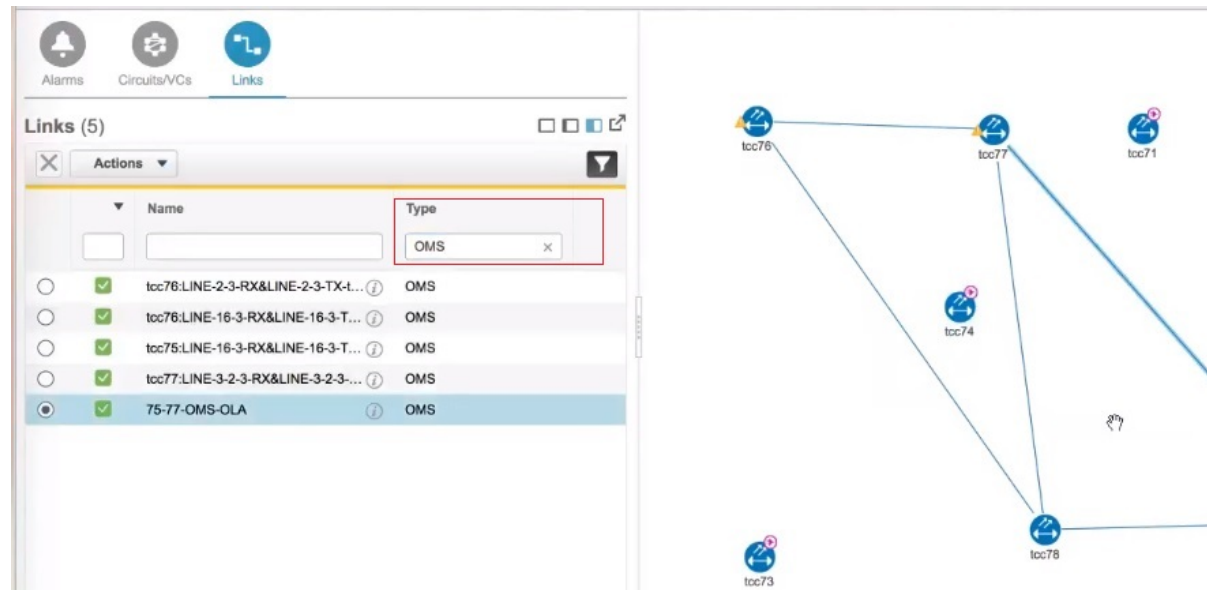 Alarms
Circuits/VCs
Links
Links (5)
Actions
Name
Type
OMS
tcc76:LINE-2-3-RX&LINE-2-3-TX-t... OMS
tcc76:LINE-16-3-RX&LINE-16-3-T... OMS
tcc75:LINE-16-3-RX&LINE-16-3-T... OMS
tcc77:LINE-3-2-3-RX&LINE-3-2-3-... OMS
75-77-OMS-OLA OMS
tcc76
tcc77
tcc71
tcc74
tcc78
tcc73